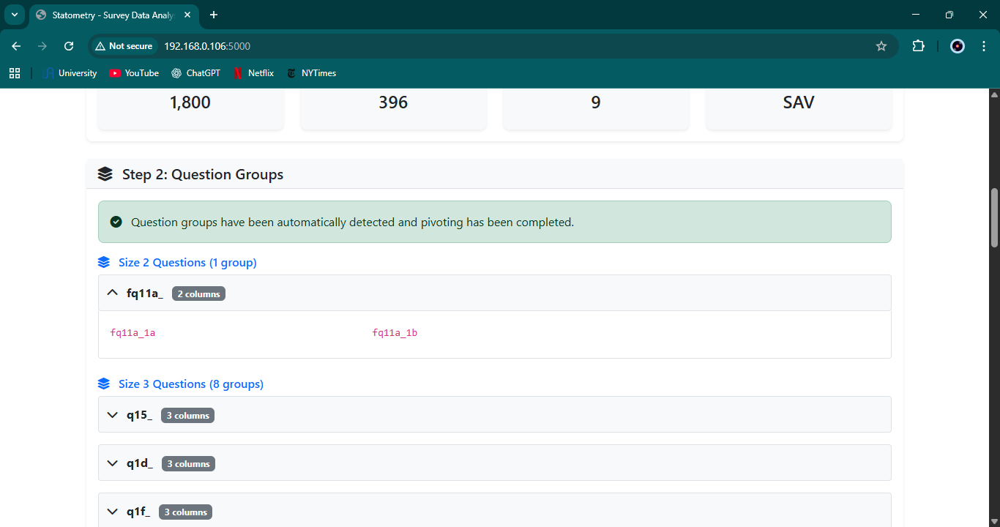 Statometry - Survey Data Analy
Not secure 192.168.0.106:5000
University YouTube ChatGPT Netflix NYTimes
1,800 396 9 SAV
Step 2: Question Groups
Question groups have been automatically detected and pivoting has been completed.
Size 2 Questions (1 group)
fq11a_ 2 columns
fq11a_1a fq11a_1b
Size 3 Questions (8 groups)
q15_ 3 columns
q1d_ 3 columns
q1f_ 3 columns